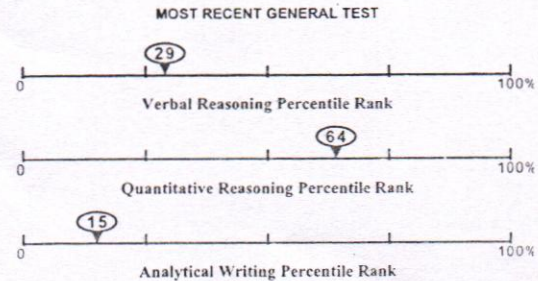 MOST RECENT GENERAL TEST
29
0 100%
Verbal Reasoning Percentile Rank
64
0 100%
Quantitative Reasoning Percentile Rank
15
0 100%
Analytical Writing Percentile Rank